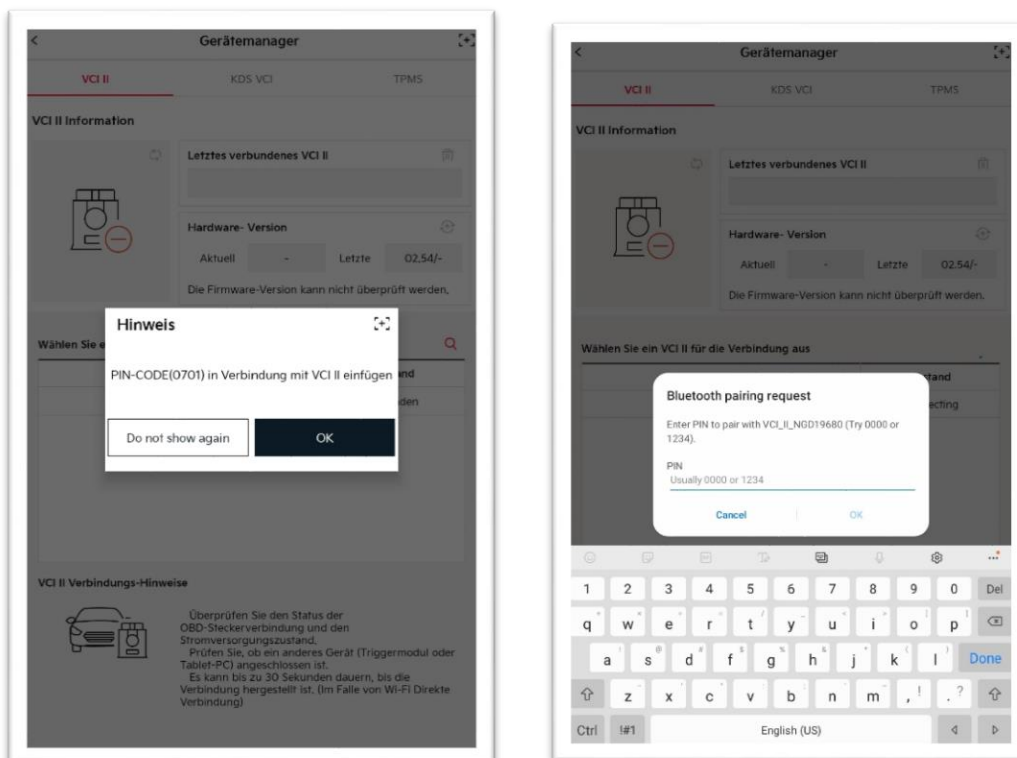 Gerätemanager
VCI II KDS VCI TPMS
VCI II Information
Letztes verbundenes VCI II
Hardware- Version
Aktuell - Letzte 02.54/-
Die Firmware-Version kann nicht überprüft werden,
Wählen Sie e
and
den
Hinweis
PIN-CODE(0701) in Verbindung mit VCI II einfügen
Do not show again OK
VCI II Verbindungs-Hinweise
Überprüfen Sie den Status der
OBD-Steckerverbindung und den
Stromversorgungszustand,
Prüfen Sie, ob ein anderes Gerät (Triggermodul oder
Tablet-PC) angeschlossen ist.
Es kann bis zu 30 Sekunden dauern, bis die
Verbindung hergestellt ist. (Im Falle von Wi-Fi Direkte
Verbindung)
Gerätemanager
VCI II KDS VCI TPMS
VCI II Information
Letztes verbundenes VCI II
Hardware- Version
Aktuell - Letzte 02.54/-
Die Firmware-Version kann nicht überprüft werden.
Wählen Sie ein VCI II für die Verbindung aus
stand
ecting
Bluetooth pairing request
Enter PIN to pair with VCI_II_NGD19680 (Try 0000 or
1234).
PIN
Usually 0000 or 1234
Cancel OK
1 2 3 4 5 6 7 8 9 0 Del
q w e r t y u i o p
a s d f g h j k l Done
z x c v b n m , ! . ?
Ctrl !#1 English (US)